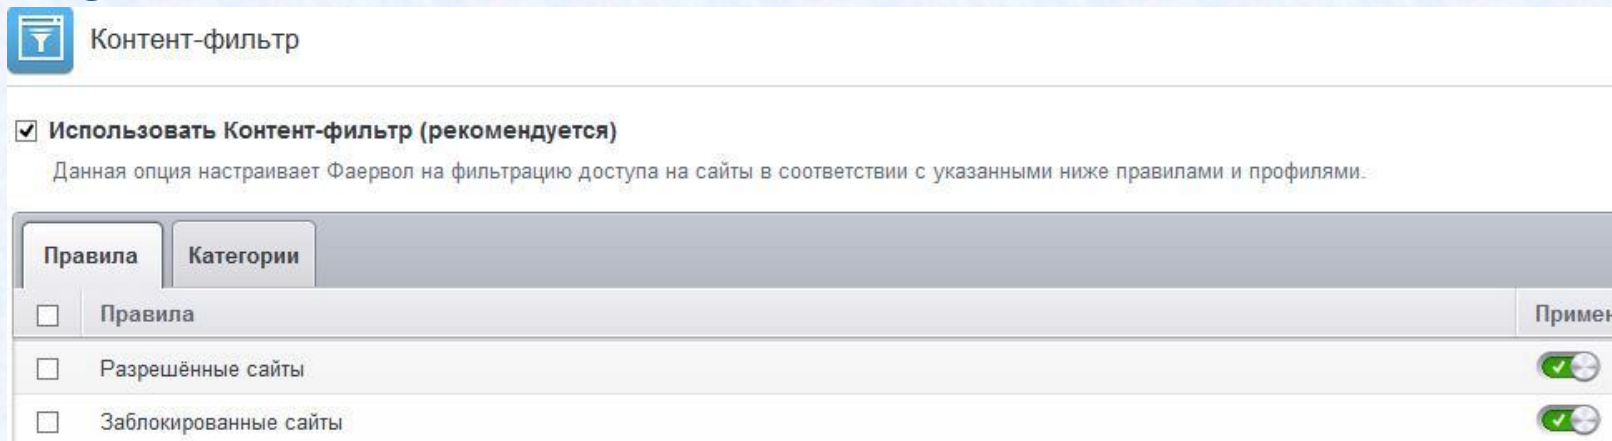 Контент-фильтр
Использовать Контент-фильтр (рекомендуется)
Данная опция настраивает Фаервол на фильтрацию доступа на сайты в соответствии с указанными ниже правилами и профилями.
Правила Категории
Правила Примен
Разрешённые сайты
Заблокированные сайты